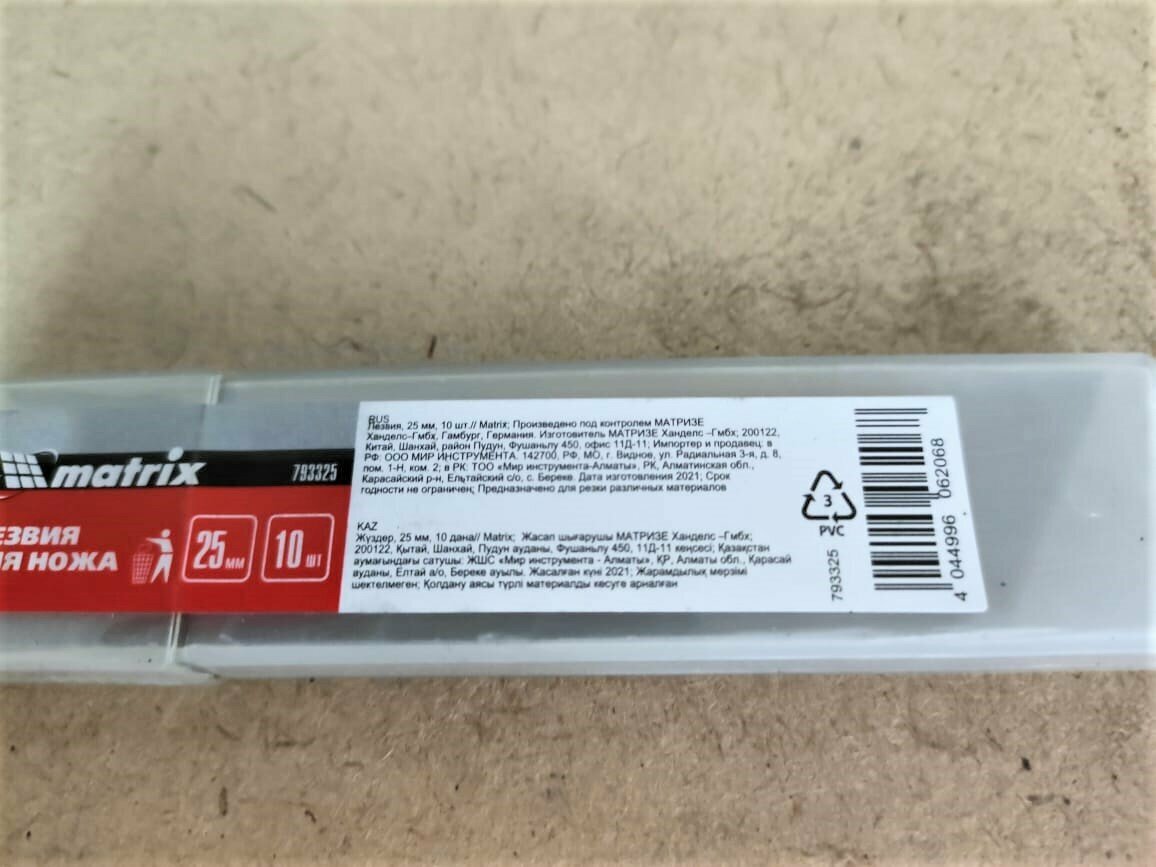 matrix
793325
ЕЗВИЯ
ЛЯ НОЖА
25 мм
10 шт
RUS
Лезвия, 25 мм, 10 шт.// Matrix; Произведено под контролем МАТРИЗЕ
Ханделс–Гмбх, Гамбург, Германия. Изготовитель МАТРИЗЕ Ханделс –Гмбх; 200122,
Китай, Шанхай, район Пудун, Фушаньлу 450, офис 11Д-11; Импортер и продавец: в
РФ: ООО МИР ИНСТРУМЕНТА. 142700, РФ, МО, г. Видное, ул. Радиальная 3-я, д. 8,
пом. 1-Н, ком. 2; в РК: ТОО «Мир инструмента-Алматы», РК, Алматинская обл.,
Карасайский р-н, Ельтайский с/о, с. Береке. Дата изготовления 2021; Срок
годности не ограничен; Предназначено для резки различных материалов
KAZ
Жүздер, 25 мм, 10 дана// Matrix; Жасап шығарушы МАТРИЗЕ Ханделс –Гмбх;
200122, Қытай, Шанхай, Пудун ауданы, Фушаньлу 450, 11Д-11 кеңсесі; Қазақстан
аумағындағы сатушы: ЖШС «Мир инструмента - Алматы», ҚР, Алматы обл., Қарасай
ауданы, Елтай а/о, Береке ауылы. Жасалған күні 2021; Жарамдылық мерзімі
шектелмеген; Қолдану аясы түрлі материалды кесуге арналған
3
PVC
793325
4 044996 062068